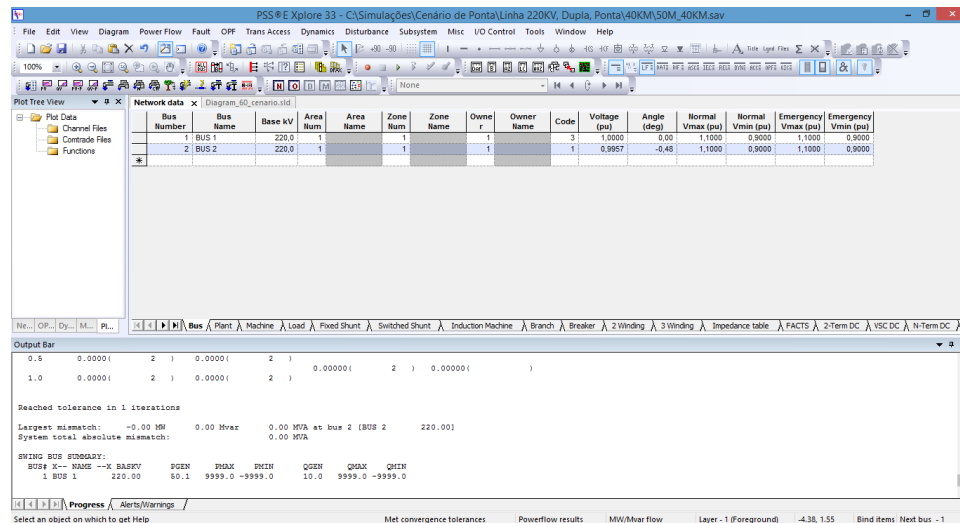 PSS®E Xplore 33 - C:\Simulações\Cenário de Ponta\Linha 220KV, Dupla, Ponta\40KM\50M_40KM.sav
File Edit View Diagram Power Flow Fault OPF Trans Access Dynamics Disturbance Subsystem Misc I/O Control Tools Window Help
100%
None
Plot Tree View
Plot Data
Channel Files
Comtrade Files
Functions
Network data x Diagram_60_cenario.sld
Bus Number Bus Name Base kV Area Num Area Name Zone Num Zone Name Owner Owner Name Code Voltage (pu) Angle (deg) Normal Vmax (pu) Normal Vmin (pu) Emergency Vmax (pu) Emergency Vmin (pu)
1 BUS 1 220,0 1 1 1 3 1,0000 0,00 1,1000 0,9000 1,1000 0,9000
2 BUS 2 220,0 1 1 1 1 0,9957 -0,48 1,1000 0,9000 1,1000 0,9000
Ne... OP... Dy... M... Pl...
Bus Plant Machine Load Fixed Shunt Switched Shunt Induction Machine Branch Breaker 2 Winding 3 Winding Impedance table FACTS 2-Term DC VSC DC N-Term DC
Output Bar
0.5 0.0000( 2 ) 0.0000( 2 )
0.00000( 2 ) 0.00000( )
1.0 0.0000( 2 ) 0.0000( 2 )
Reached tolerance in 1 iterations
Largest mismatch: -0.00 MW 0.00 Mvar 0.00 MVA at bus 2 [BUS 2 220.00]
System total absolute mismatch: 0.00 MVA
SWING BUS SUMMARY:
BUS# X-- NAME --X BASKV PGEN PMAX PMIN QGEN QMAX QMIN
1 BUS 1 220.00 50.1 9999.0 -9999.0 10.0 9999.0 -9999.0
Progress Alerts/Warnings
Select an object on which to get Help Met convergence tolerances Powerflow results MW/Mvar flow Layer - 1 (Foreground) -4.38, 1.55 Bind items Next bus - 1